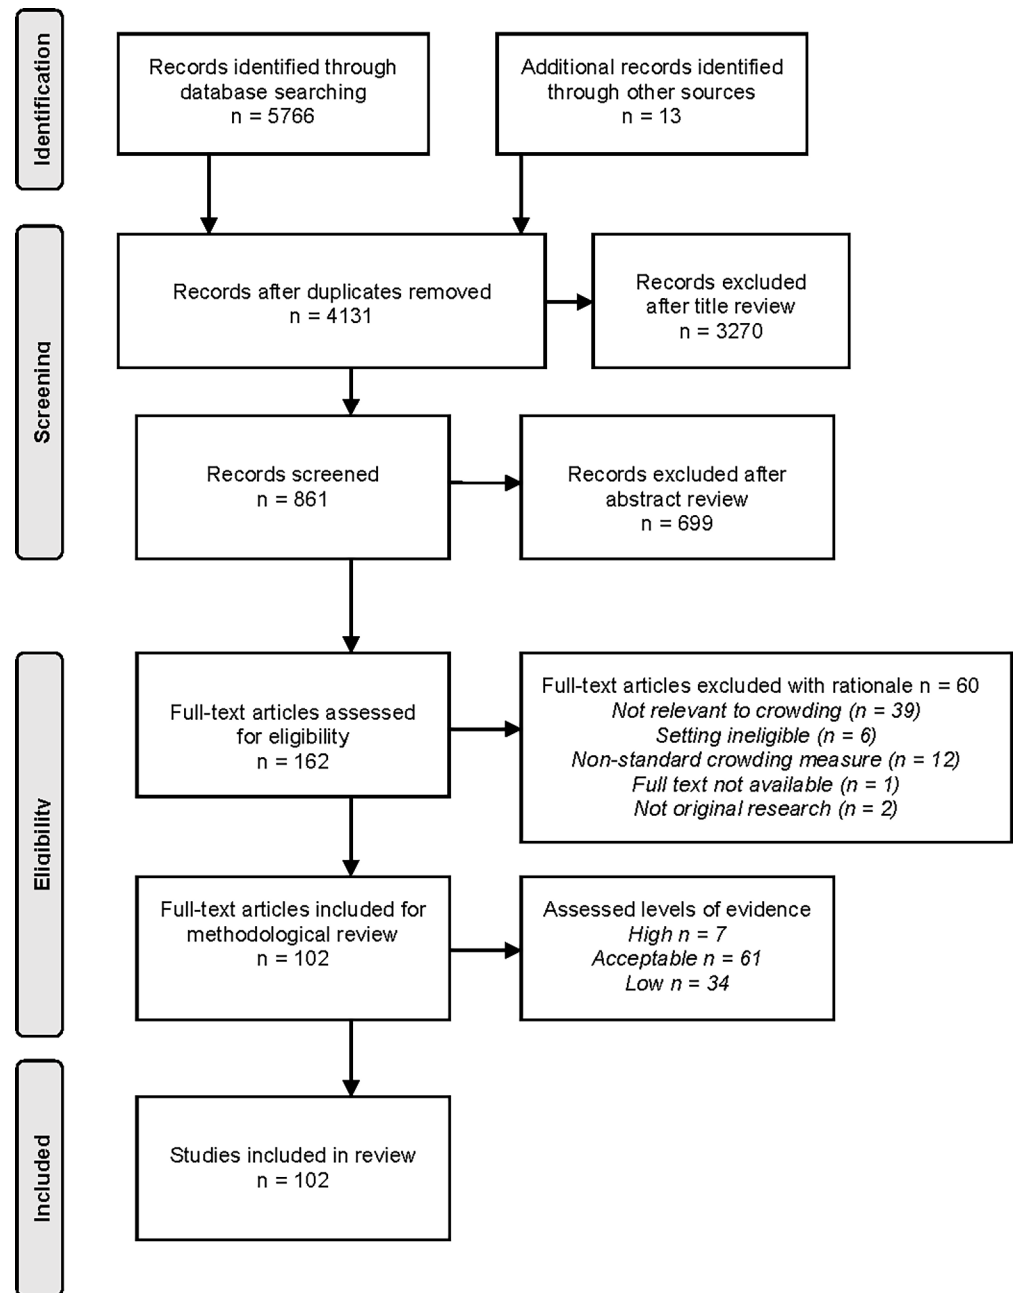 Identification
Records identified through
database searching
n = 5766
Additional records identified
through other sources
n = 13
Screening
Records after duplicates removed
n = 4131
Records excluded
after title review
n = 3270
Records screened
n = 861
Records excluded after
abstract review
n = 699
Eligibility
Full-text articles assessed
for eligibility
n = 162
Full-text articles excluded with rationale n = 60
Not relevant to crowding (n = 39)
Setting ineligible (n = 6)
Non-standard crowding measure (n = 12)
Full text not available (n = 1)
Not original research (n = 2)
Full-text articles included for
methodological review
n = 102
Assessed levels of evidence
High n = 7
Acceptable n = 61
Low n = 34
Included
Studies included in review
n = 102